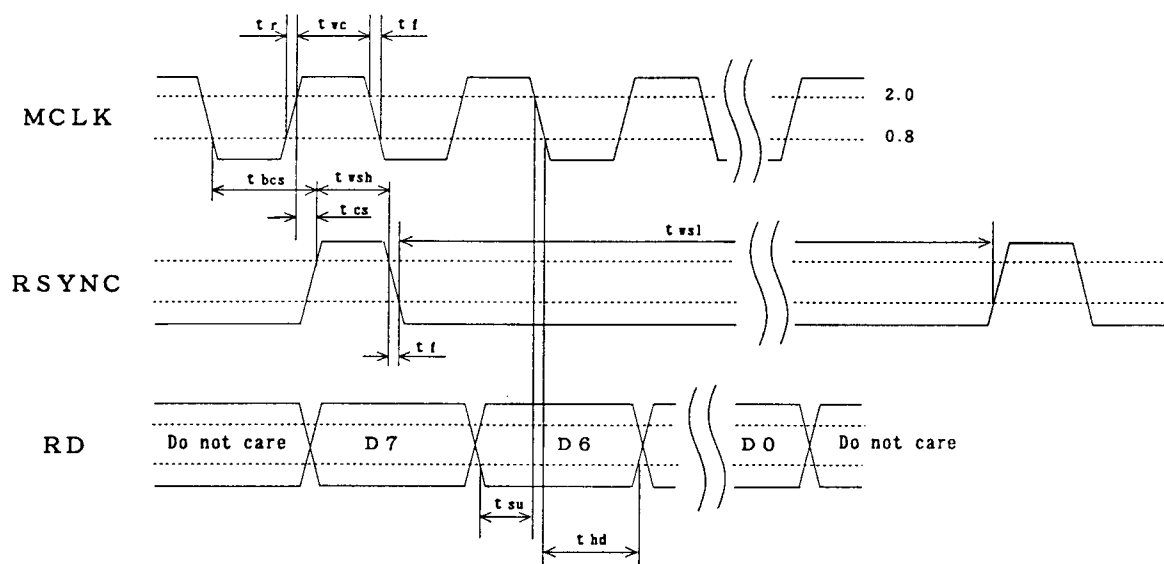 t r t wc t f
MCLK 2.0
0.8
t bcs t wsh
t cs
t wsl
RSYNC
t f
RD Do not care D7 D6 D0 Do not care
t su
t hd